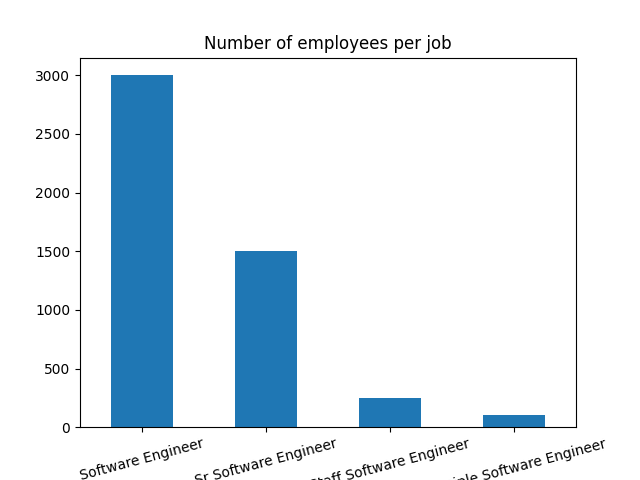 Number of employees per job
3000
2500
2000
1500
1000
500
0
Software Engineer
Sr Software Engineer
Staff Software Engineer
Software Engineer